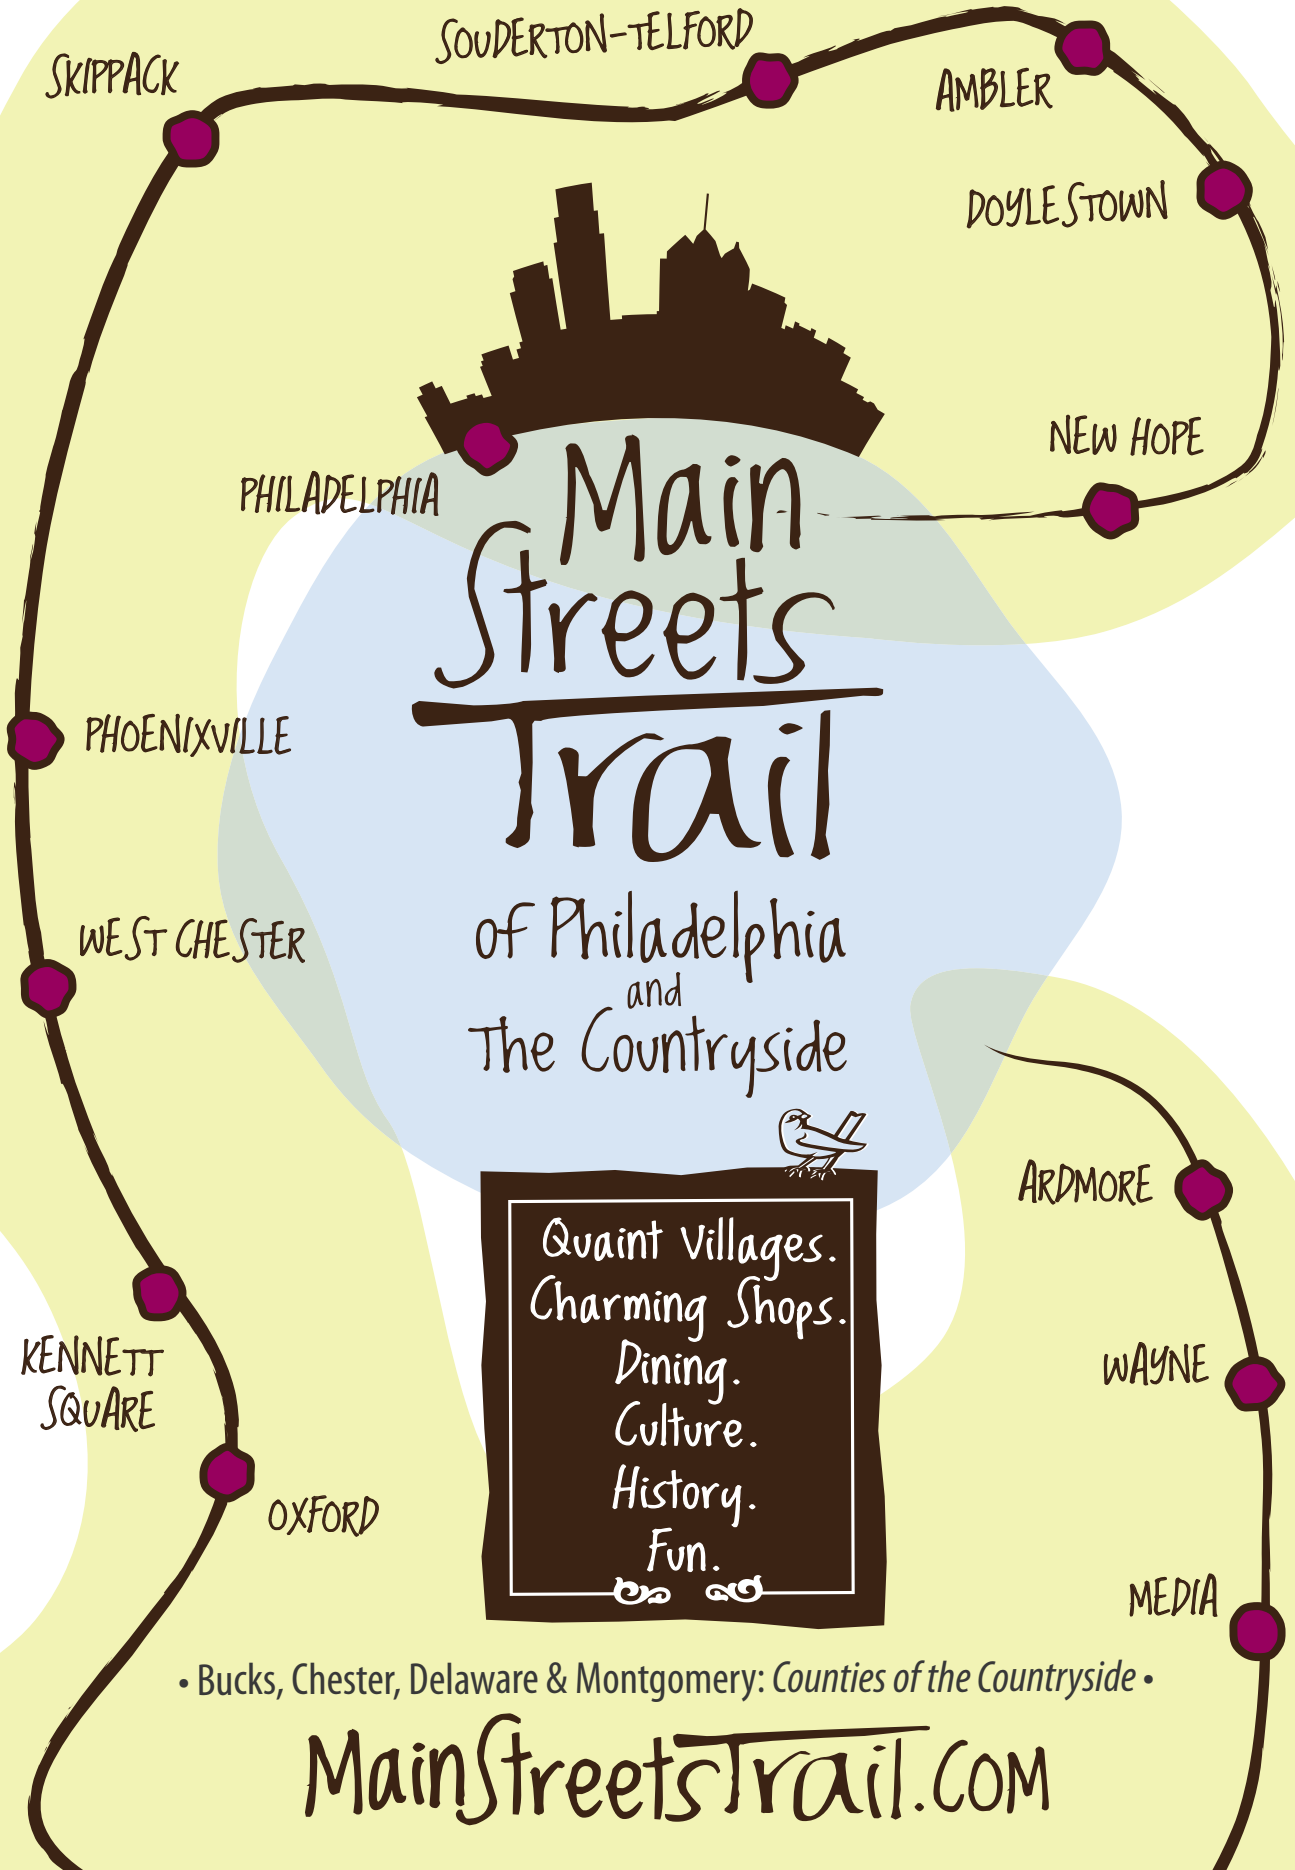 SOUDERTON-TELFORD
SKIPPACK
AMBLER
DOYLESTOWN
NEW HOPE
PHILADELPHIA
Main
Streets
Trail
of Philadelphia
and
The Countryside
PHOENIXVILLE
WEST CHESTER
KENNETT
SQUARE
OXFORD
ARDMORE
WAYNE
MEDIA
Quaint Villages.
Charming Shops.
Dining.
Culture.
History.
Fun.
• Bucks, Chester, Delaware & Montgomery: Counties of the Countryside •
MainStreetsTrail.COM